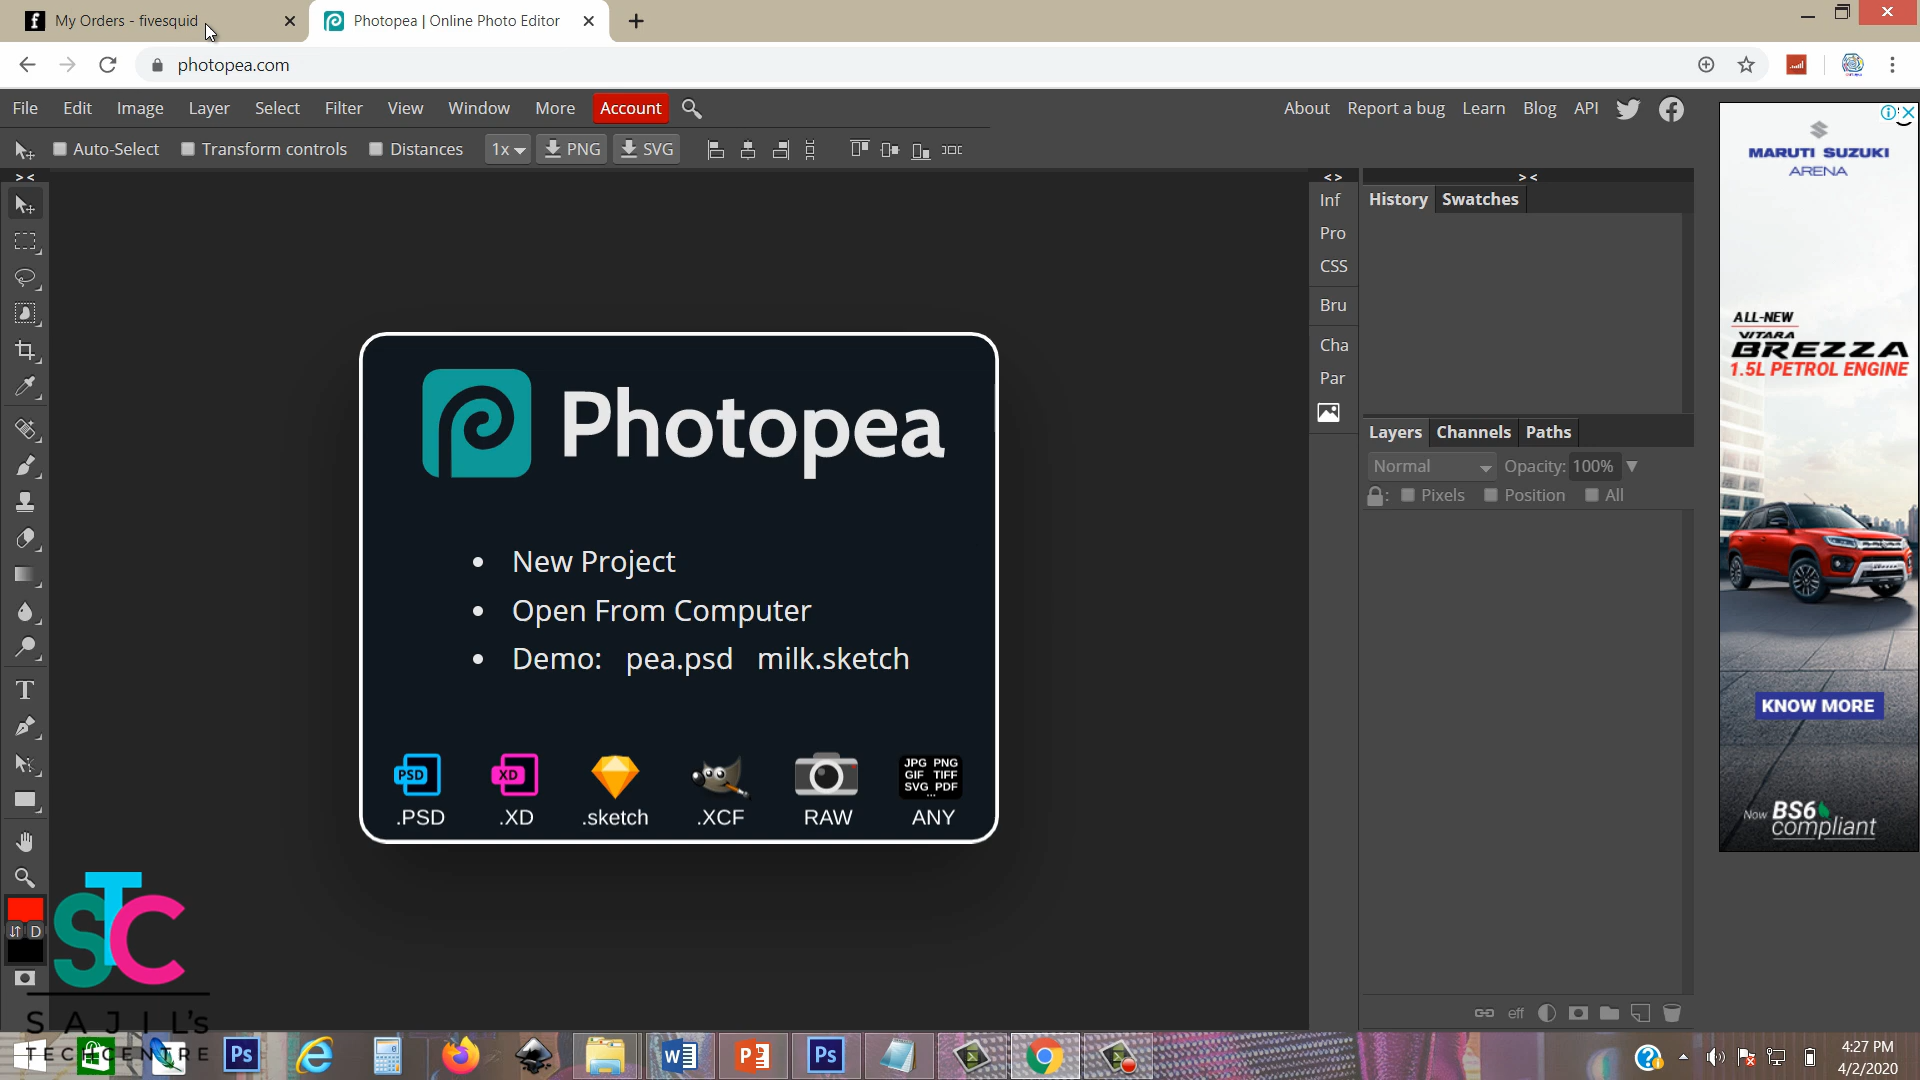 My Orders - fivesquid
Photopea | Online Photo Editor
photopea.com
File Edit Image Layer Select Filter View Window More Account
About Report a bug Learn Blog API
Auto-Select Transform controls Distances 1x PNG SVG
> <
< >
> <
Inf
Pro
CSS
Bru
Cha
Par
History Swatches
Layers Channels Paths
Normal Opacity: 100%
Pixels Position All
eff
Photopea
New Project
Open From Computer
Demo: pea.psd milk.sketch
PSD XD JPG PNG
GIF TIFF
SVG PDF
...
.PSD .XD .sketch .XCF RAW ANY
MARUTI SUZUKI
ARENA
ALL-NEW
VITARA
BREZZA
1.5L PETROL ENGINE
KNOW MORE
Now BS6
compliant
D
STC
SAJIL's
TECHCENTRE
Ps
Ps
4:27 PM
4/2/2020